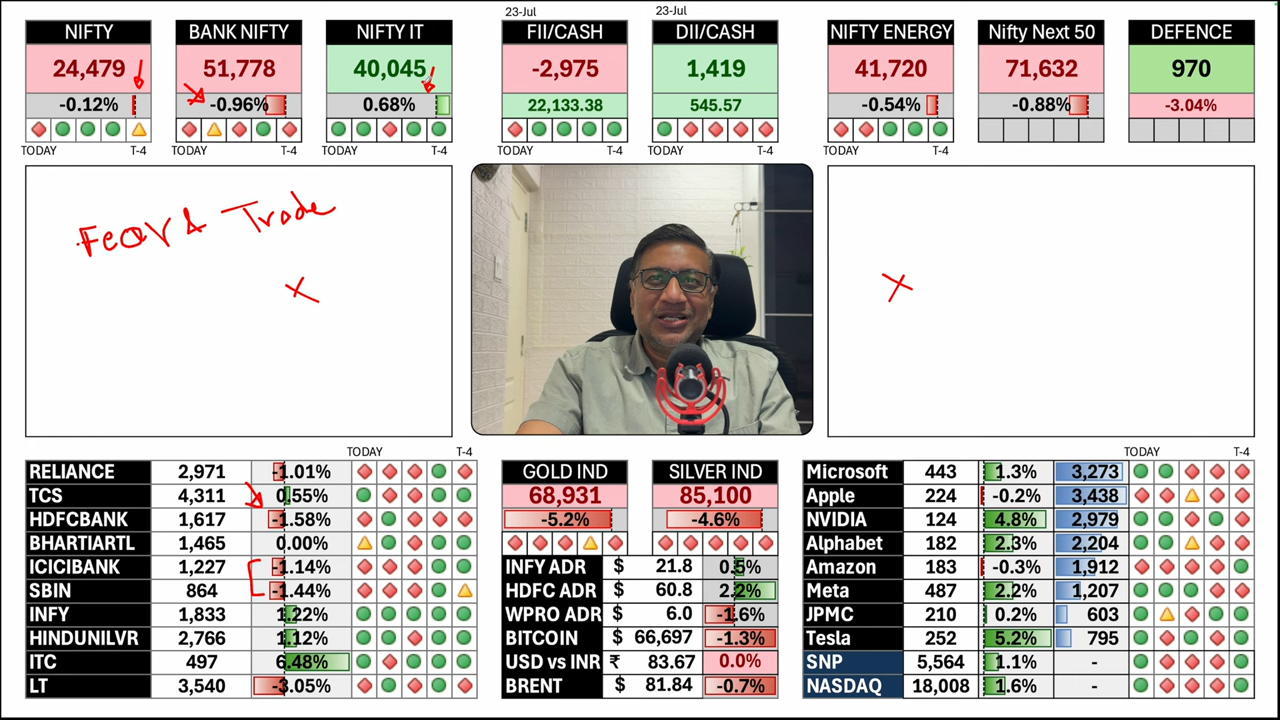 23-Jul
23-Jul
NIFTY
BANK NIFTY
NIFTY IT
FII/CASH
DII/CASH
NIFTY ENERGY
Nifty Next 50
DEFENCE
24,479
51,778
40,045
-2,975
1,419
41,720
71,632
970
-0.12%
-0.96%
0.68%
22,133.38
545.57
-0.54%
-0.88%
-3.04%
TODAY T-4
TODAY T-4
TODAY T-4
TODAY T-4
TODAY T-4
TODAY T-4
Fear & Trade
TODAY T-4
RELIANCE 2,971 -1.01%
TCS 4,311 0.55%
HDFCBANK 1,617 -1.58%
BHARTIARTL 1,465 0.00%
ICICIBANK 1,227 -1.14%
SBIN 864 -1.44%
INFY 1,833 1.22%
HINDUNILVR 2,766 1.12%
ITC 497 6.48%
LT 3,540 -3.05%
GOLD IND
SILVER IND
68,931
85,100
-5.2%
-4.6%
INFY ADR $ 21.8 0.5%
HDFC ADR $ 60.8 2.2%
WPRO ADR $ 6.0 -1.6%
BITCOIN $ 66,697 -1.3%
USD vs INR ₹ 83.67 0.0%
BRENT $ 81.84 -0.7%
TODAY T-4
Microsoft 443 1.3% 3,273
Apple 224 -0.2% 3,438
NVIDIA 124 4.8% 2,979
Alphabet 182 2.3% 2,204
Amazon 183 -0.3% 1,912
Meta 487 2.2% 1,207
JPMC 210 0.2% 603
Tesla 252 5.2% 795
SNP 5,564 1.1% -
NASDAQ 18,008 1.6% -